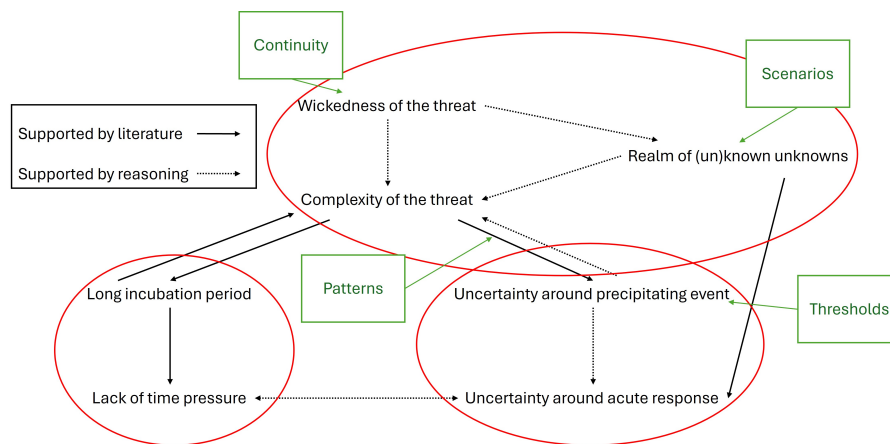 Continuity
Scenarios
Wickedness of the threat
Supported by literature
Realm of (un)known unknowns
Supported by reasoning
Complexity of the threat
Patterns
Long incubation period
Uncertainty around precipitating event
Thresholds
Lack of time pressure
Uncertainty around acute response